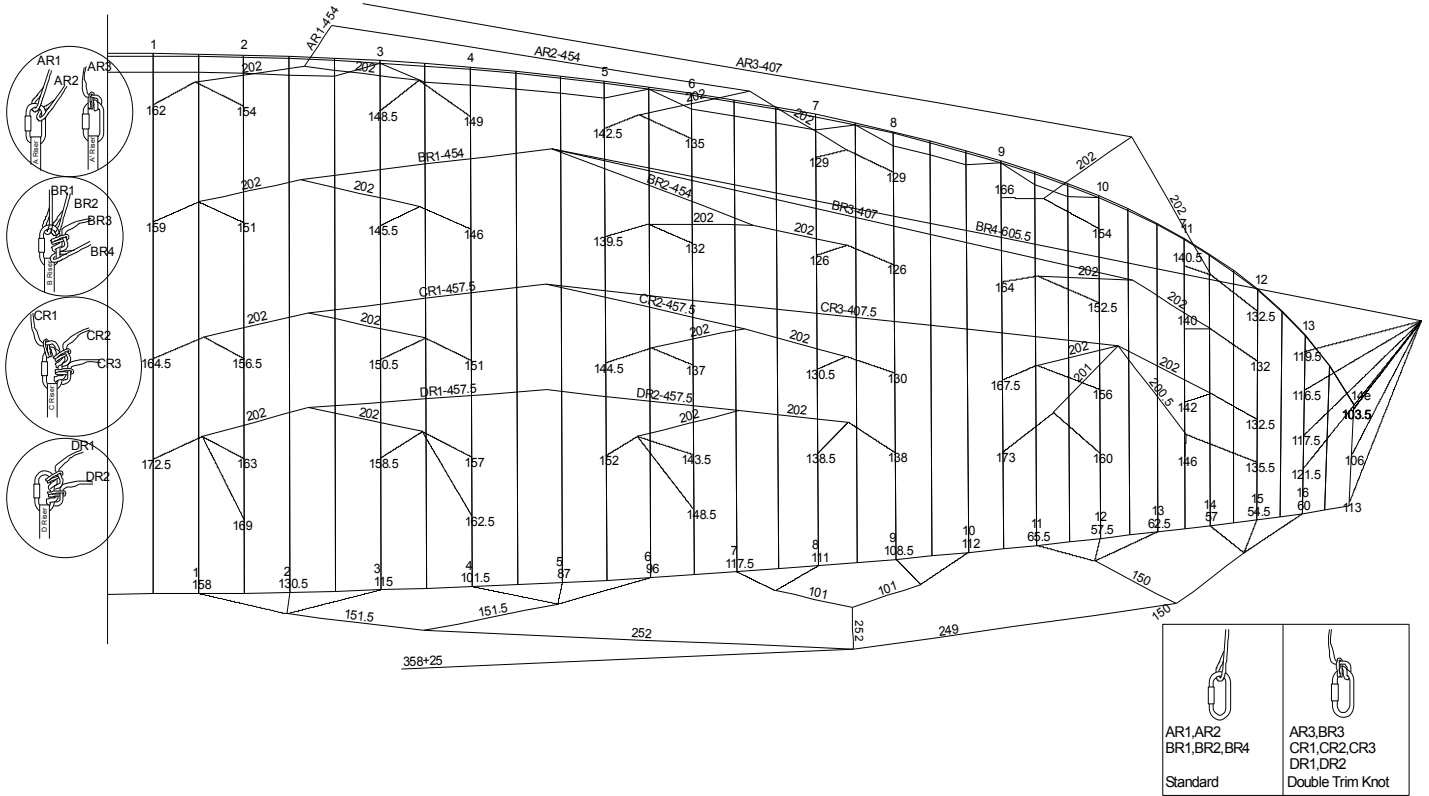 AR1-454
AR2-454
AR3-407
1 2 3 4 5 6 7 8 9 10 11 12 13
AR1 AR2 AR3
A Riser A' Riser
202 202 202 202 202 202
162 154 148.5 149 142.5 135 129 129 166 154 140.5 132.5 119.5
BR1
BR2
BR3
BR4
B Riser
BR1-454
BR2-454
BR3-407
BR4-605.5
202 202 202 202 202 202
159 151 145.5 146 139.5 132 126 126 164 152.5 140 132 116.5
14e
103.5
CR1
CR2
CR3
C Riser
CR1-457.5
CR2-457.5
CR3-407.5
202 202 202 202 202 201 202 200.5
164.5 156.5 150.5 151 144.5 137 130.5 130 167.5 156 142 132.5 117.5 106
DR1
DR2
D Riser
DR1-457.5
DR2-457.5
202 202 202 202
172.5 163 158.5 157 152 143.5 138.5 138 173 160 146 135.5 121.5
169 162.5 148.5 113
1 2 3 4 5 6 7 8 9 10 11 12 13 14 15 16
158 130.5 115 101.5 87 96 117.5 111 108.5 112 65.5 57.5 62.5 57 54.5 60
151.5 151.5 101 101 150 150
252 252 249
358+25
AR1,AR2
BR1,BR2,BR4
Standard
AR3,BR3
CR1,CR2,CR3
DR1,DR2
Double Trim Knot